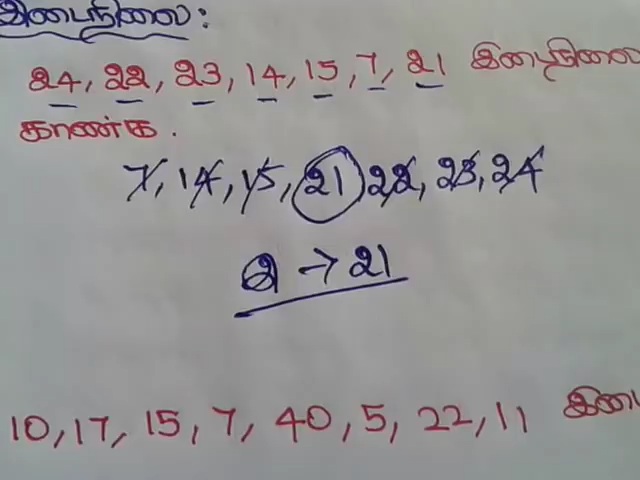 இடைநிலை:
24, 22, 23, 14, 15, 7, 21 இடைநிலை
காண்க.
7, 14, 15, 21 22, 23, 24
இ → 21
10, 17, 15, 7, 40, 5, 22, 11 இடை